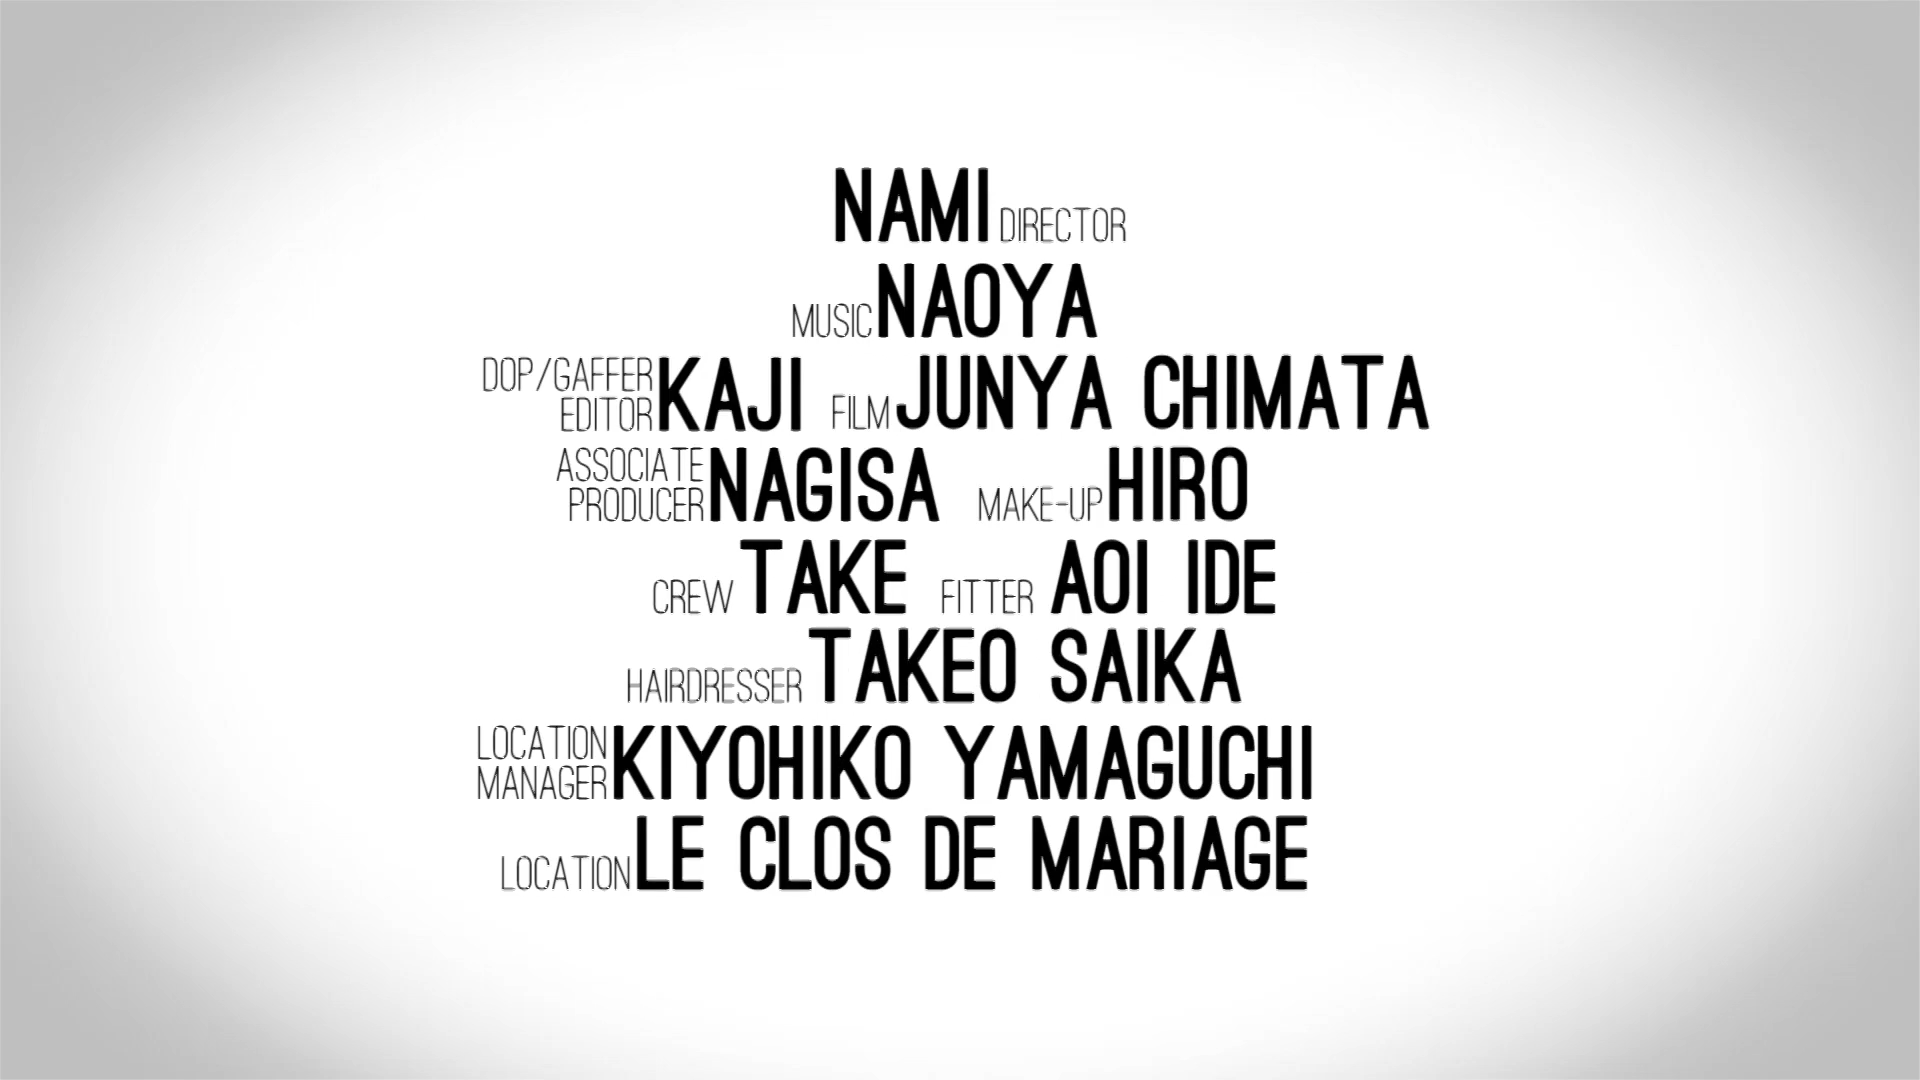 NAMI DIRECTOR
MUSIC NAOYA
DOP/GAFFER EDITOR KAJI FILM JUNYA CHIMATA
ASSOCIATE PRODUCER NAGISA MAKE-UP HIRO
CREW TAKE FITTER AOI IDE
HAIRDRESSER TAKEO SAIKA
LOCATION MANAGER KIYOHIKO YAMAGUCHI
LOCATION LE CLOS DE MARIAGE